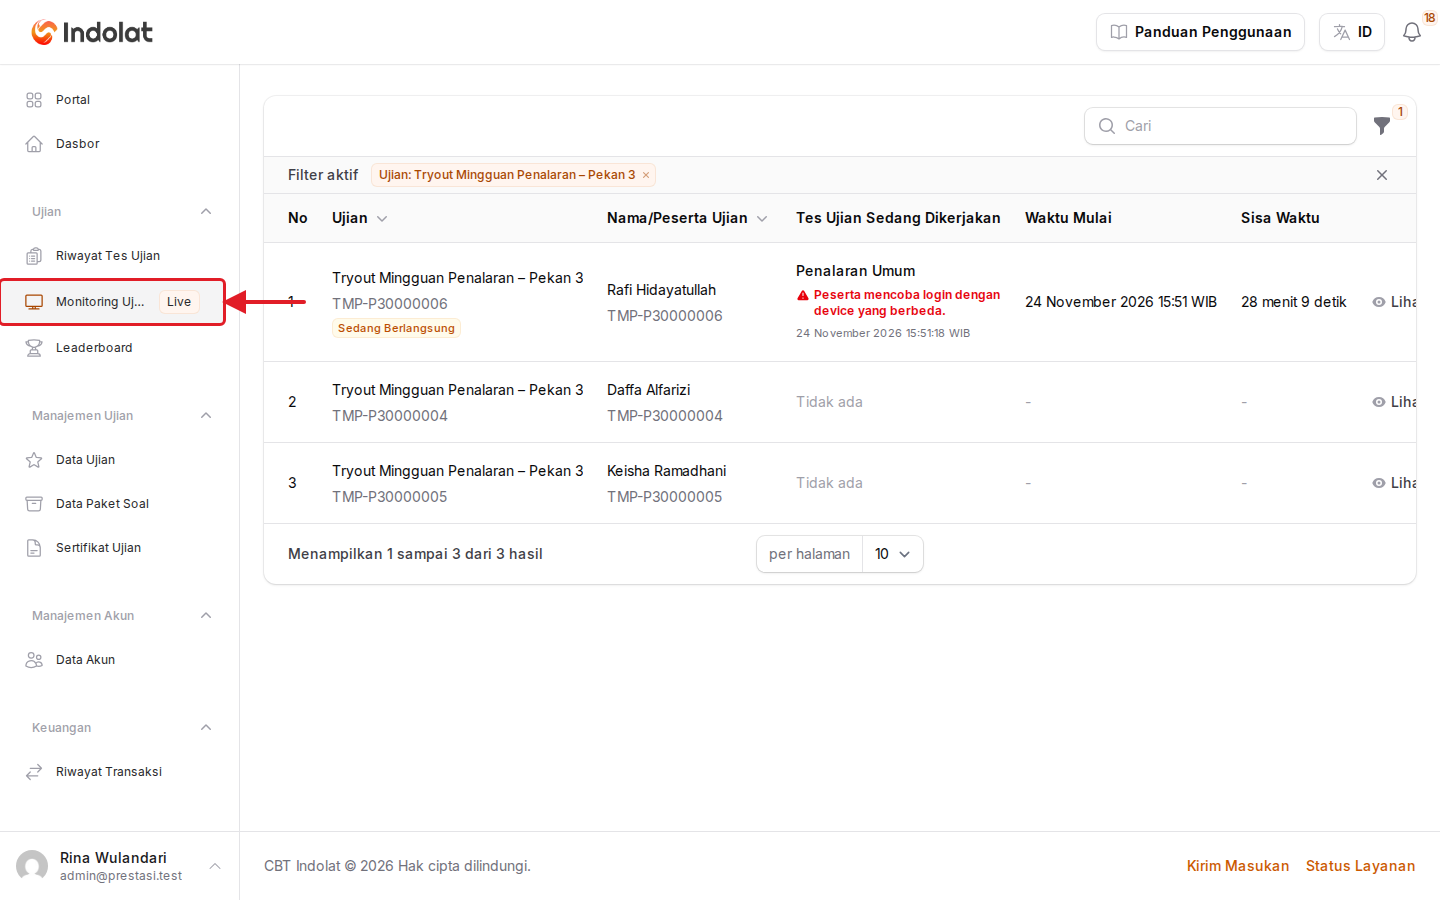 Indolat
Panduan Penggunaan
ID
18
Portal
Dasbor
Ujian
Riwayat Tes Ujian
Monitoring Uj...
Live
Leaderboard
Manajemen Ujian
Data Ujian
Data Paket Soal
Sertifikat Ujian
Manajemen Akun
Data Akun
Keuangan
Riwayat Transaksi
Rina Wulandari
admin@prestasi.test
Cari
1
Filter aktif
Ujian: Tryout Mingguan Penalaran – Pekan 3 ×
No
Ujian
Nama/Peserta Ujian
Tes Ujian Sedang Dikerjakan
Waktu Mulai
Sisa Waktu
1
Tryout Mingguan Penalaran – Pekan 3
TMP-P30000006
Sedang Berlangsung
Rafi Hidayatullah
TMP-P30000006
Penalaran Umum
Peserta mencoba login dengan
device yang berbeda.
24 November 2026 15:51:18 WIB
24 November 2026 15:51 WIB
28 menit 9 detik
Liha
2
Tryout Mingguan Penalaran – Pekan 3
TMP-P30000004
Daffa Alfarizi
TMP-P30000004
Tidak ada
-
-
Liha
3
Tryout Mingguan Penalaran – Pekan 3
TMP-P30000005
Keisha Ramadhani
TMP-P30000005
Tidak ada
-
-
Liha
Menampilkan 1 sampai 3 dari 3 hasil
per halaman
10
CBT Indolat © 2026 Hak cipta dilindungi.
Kirim Masukan
Status Layanan